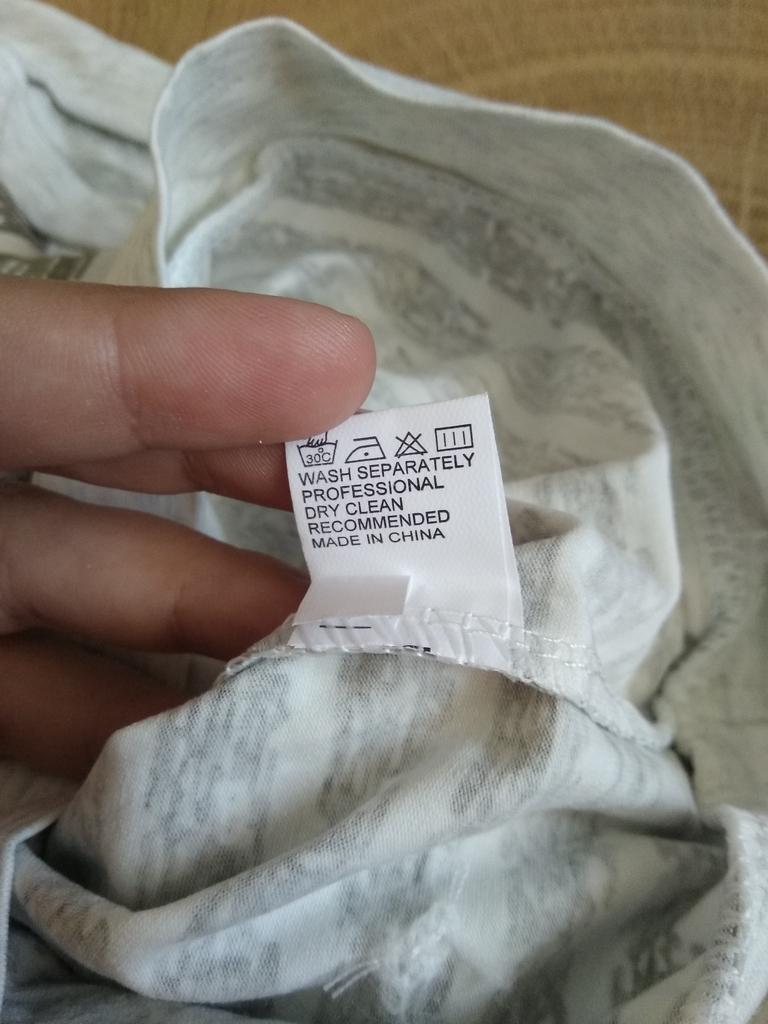 30C
WASH SEPARATELY
PROFESSIONAL
DRY CLEAN
RECOMMENDED
MADE IN CHINA